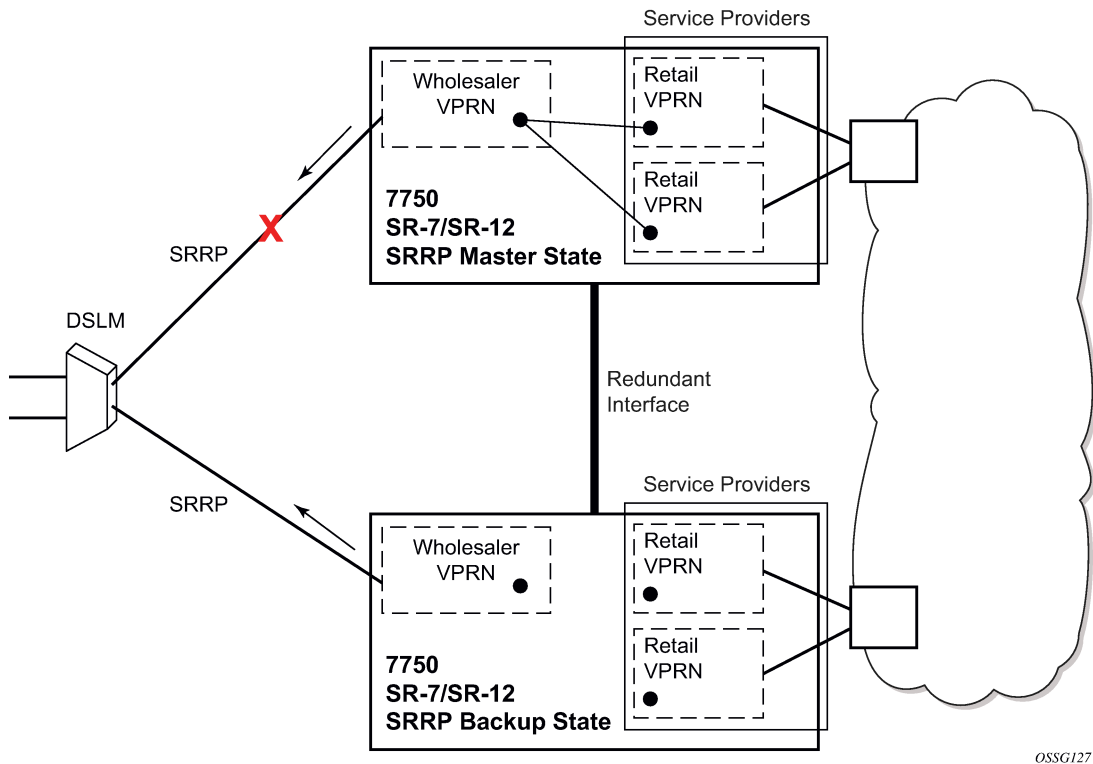 Service Providers
Wholesaler
VPRN
Retail
VPRN
Retail
VPRN
7750
SR-7/SR-12
SRRP Master State
X
SRRP
DSLM
Redundant
Interface
SRRP
Service Providers
Wholesaler
VPRN
Retail
VPRN
Retail
VPRN
7750
SR-7/SR-12
SRRP Backup State
OSSG127